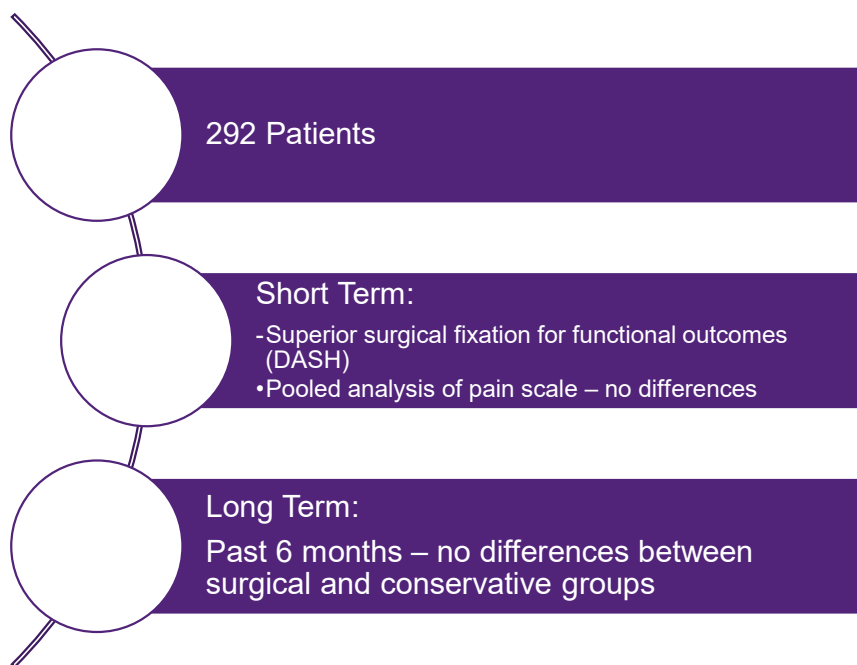 292 Patients
Short Term:
-Superior surgical fixation for functional outcomes
(DASH)
•Pooled analysis of pain scale – no differences
Long Term:
Past 6 months – no differences between
surgical and conservative groups